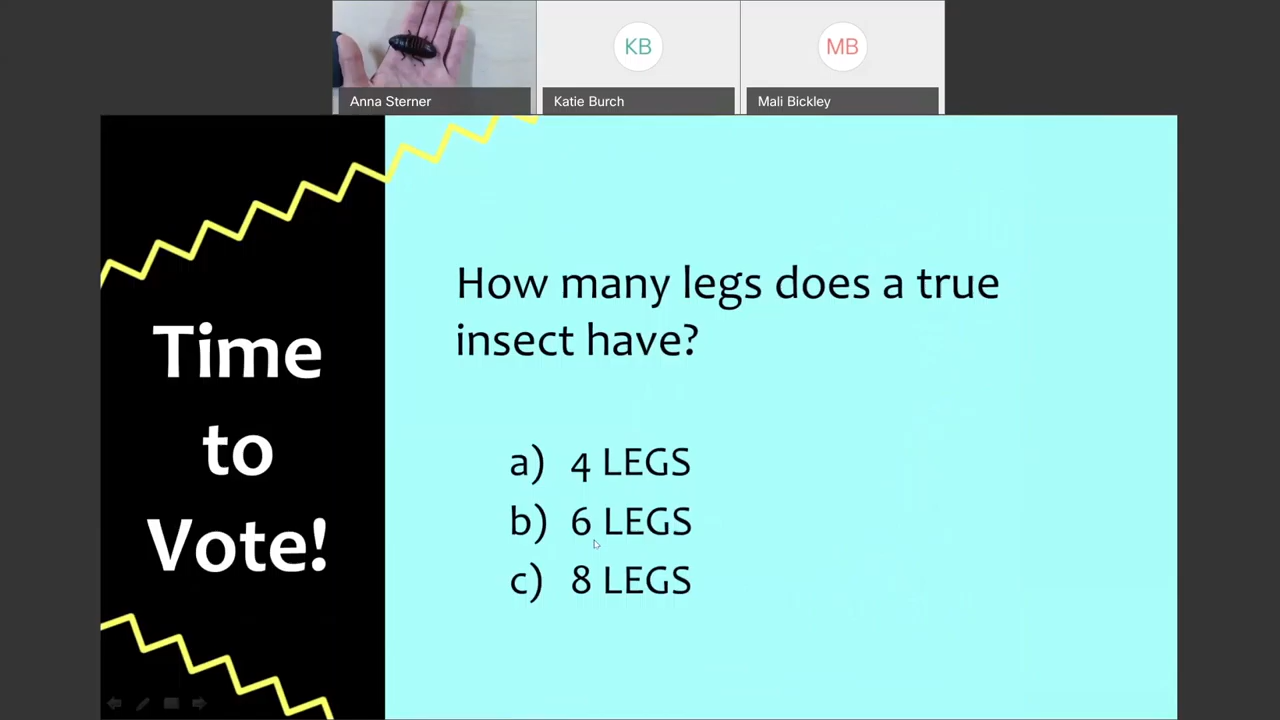 KB
MB
Anna Sterner
Katie Burch
Mali Bickley
Time
to
Vote!
How many legs does a true
insect have?
a) 4 LEGS
b) 6 LEGS
c) 8 LEGS